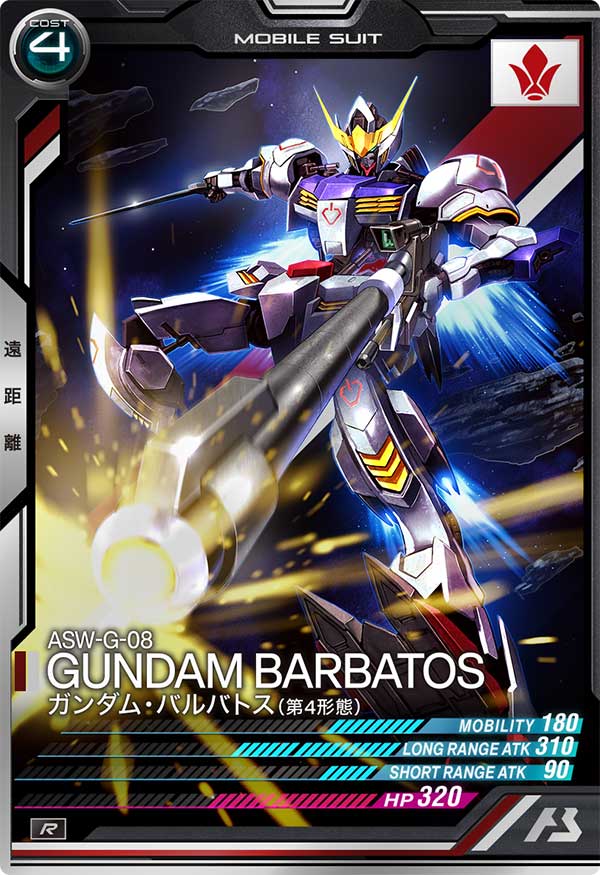 COST
4
MOBILE SUIT
遠距離
ASW-G-08
GUNDAM BARBATOS
ガンダム・バルバトス(第4形態)
MOBILITY 180
LONG RANGE ATK 310
SHORT RANGE ATK 90
HP 320
R